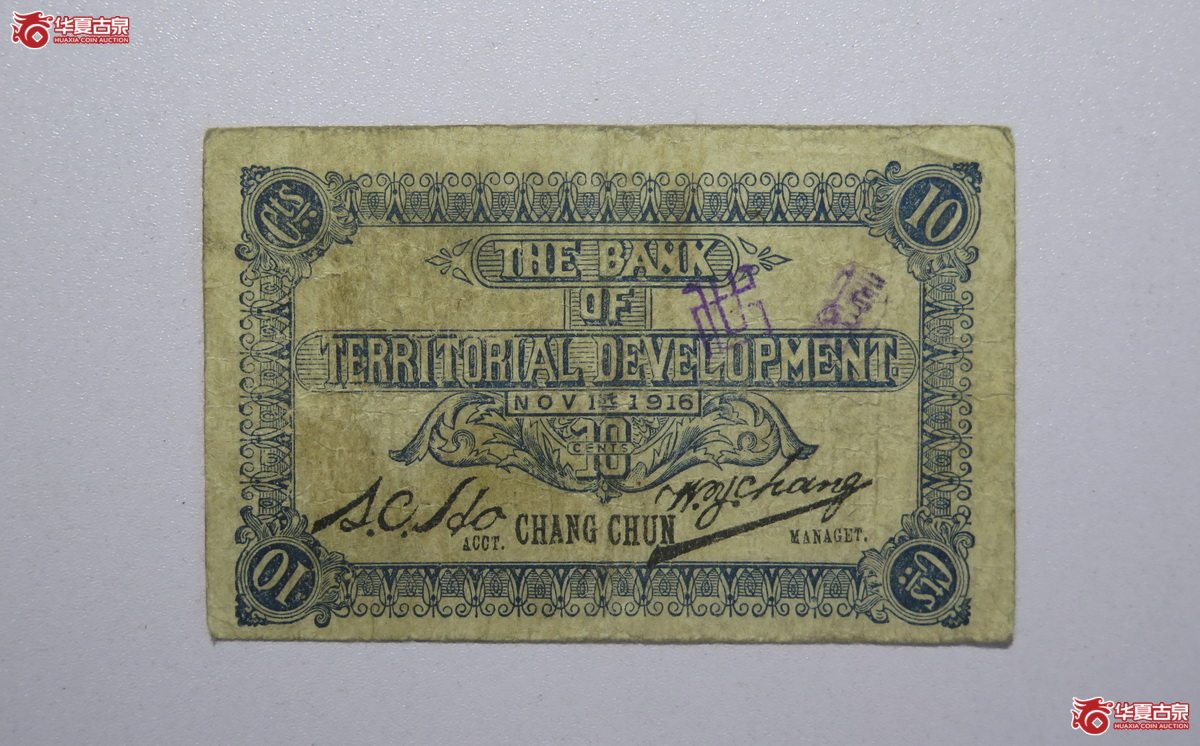 华夏古泉
HUAXIA COIN AUCTION
Cts.
10
THE BANK
OF
TERRITORIAL DEVELOPMENT.
NOV 1st 1916
10
CENTS
S.C. Sdo
W.Y. Chang
ACCT.
CHANG CHUN
MANAGET.
10
Cts
华夏古泉
HUAXIA COIN AUCTION